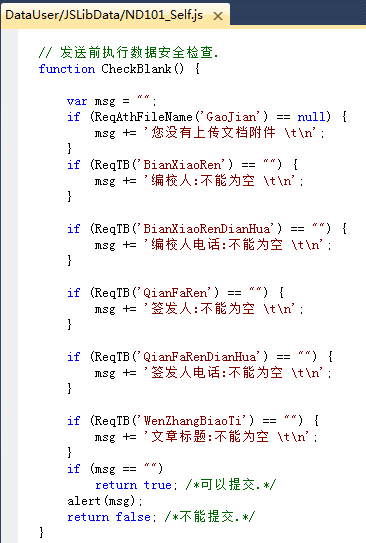 DataUser/JSLibData/ND101_Self.js
// 发送前执行数据安全检查.
function CheckBlank() {
var msg = "";
if (ReqAthFileName('GaoJian') == null) {
msg += '您没有上传文档附件 \t\n';
}
if (ReqTB('BianXiaoRen') == "") {
msg += '编校人:不能为空 \t\n';
}
if (ReqTB('BianXiaoRenDianHua') == "") {
msg += '编校人电话:不能为空 \t\n';
}
if (ReqTB('QianFaRen') == "") {
msg += '签发人:不能为空 \t\n';
}
if (ReqTB('QianFaRenDianHua') == "") {
msg += '签发人电话:不能为空 \t\n';
}
if (ReqTB('WenZhangBiaoTi') == "") {
msg += '文章标题:不能为空 \t\n';
}
if (msg == "")
return true; /*可以提交.*/
alert(msg);
return false; /*不能提交.*/
}